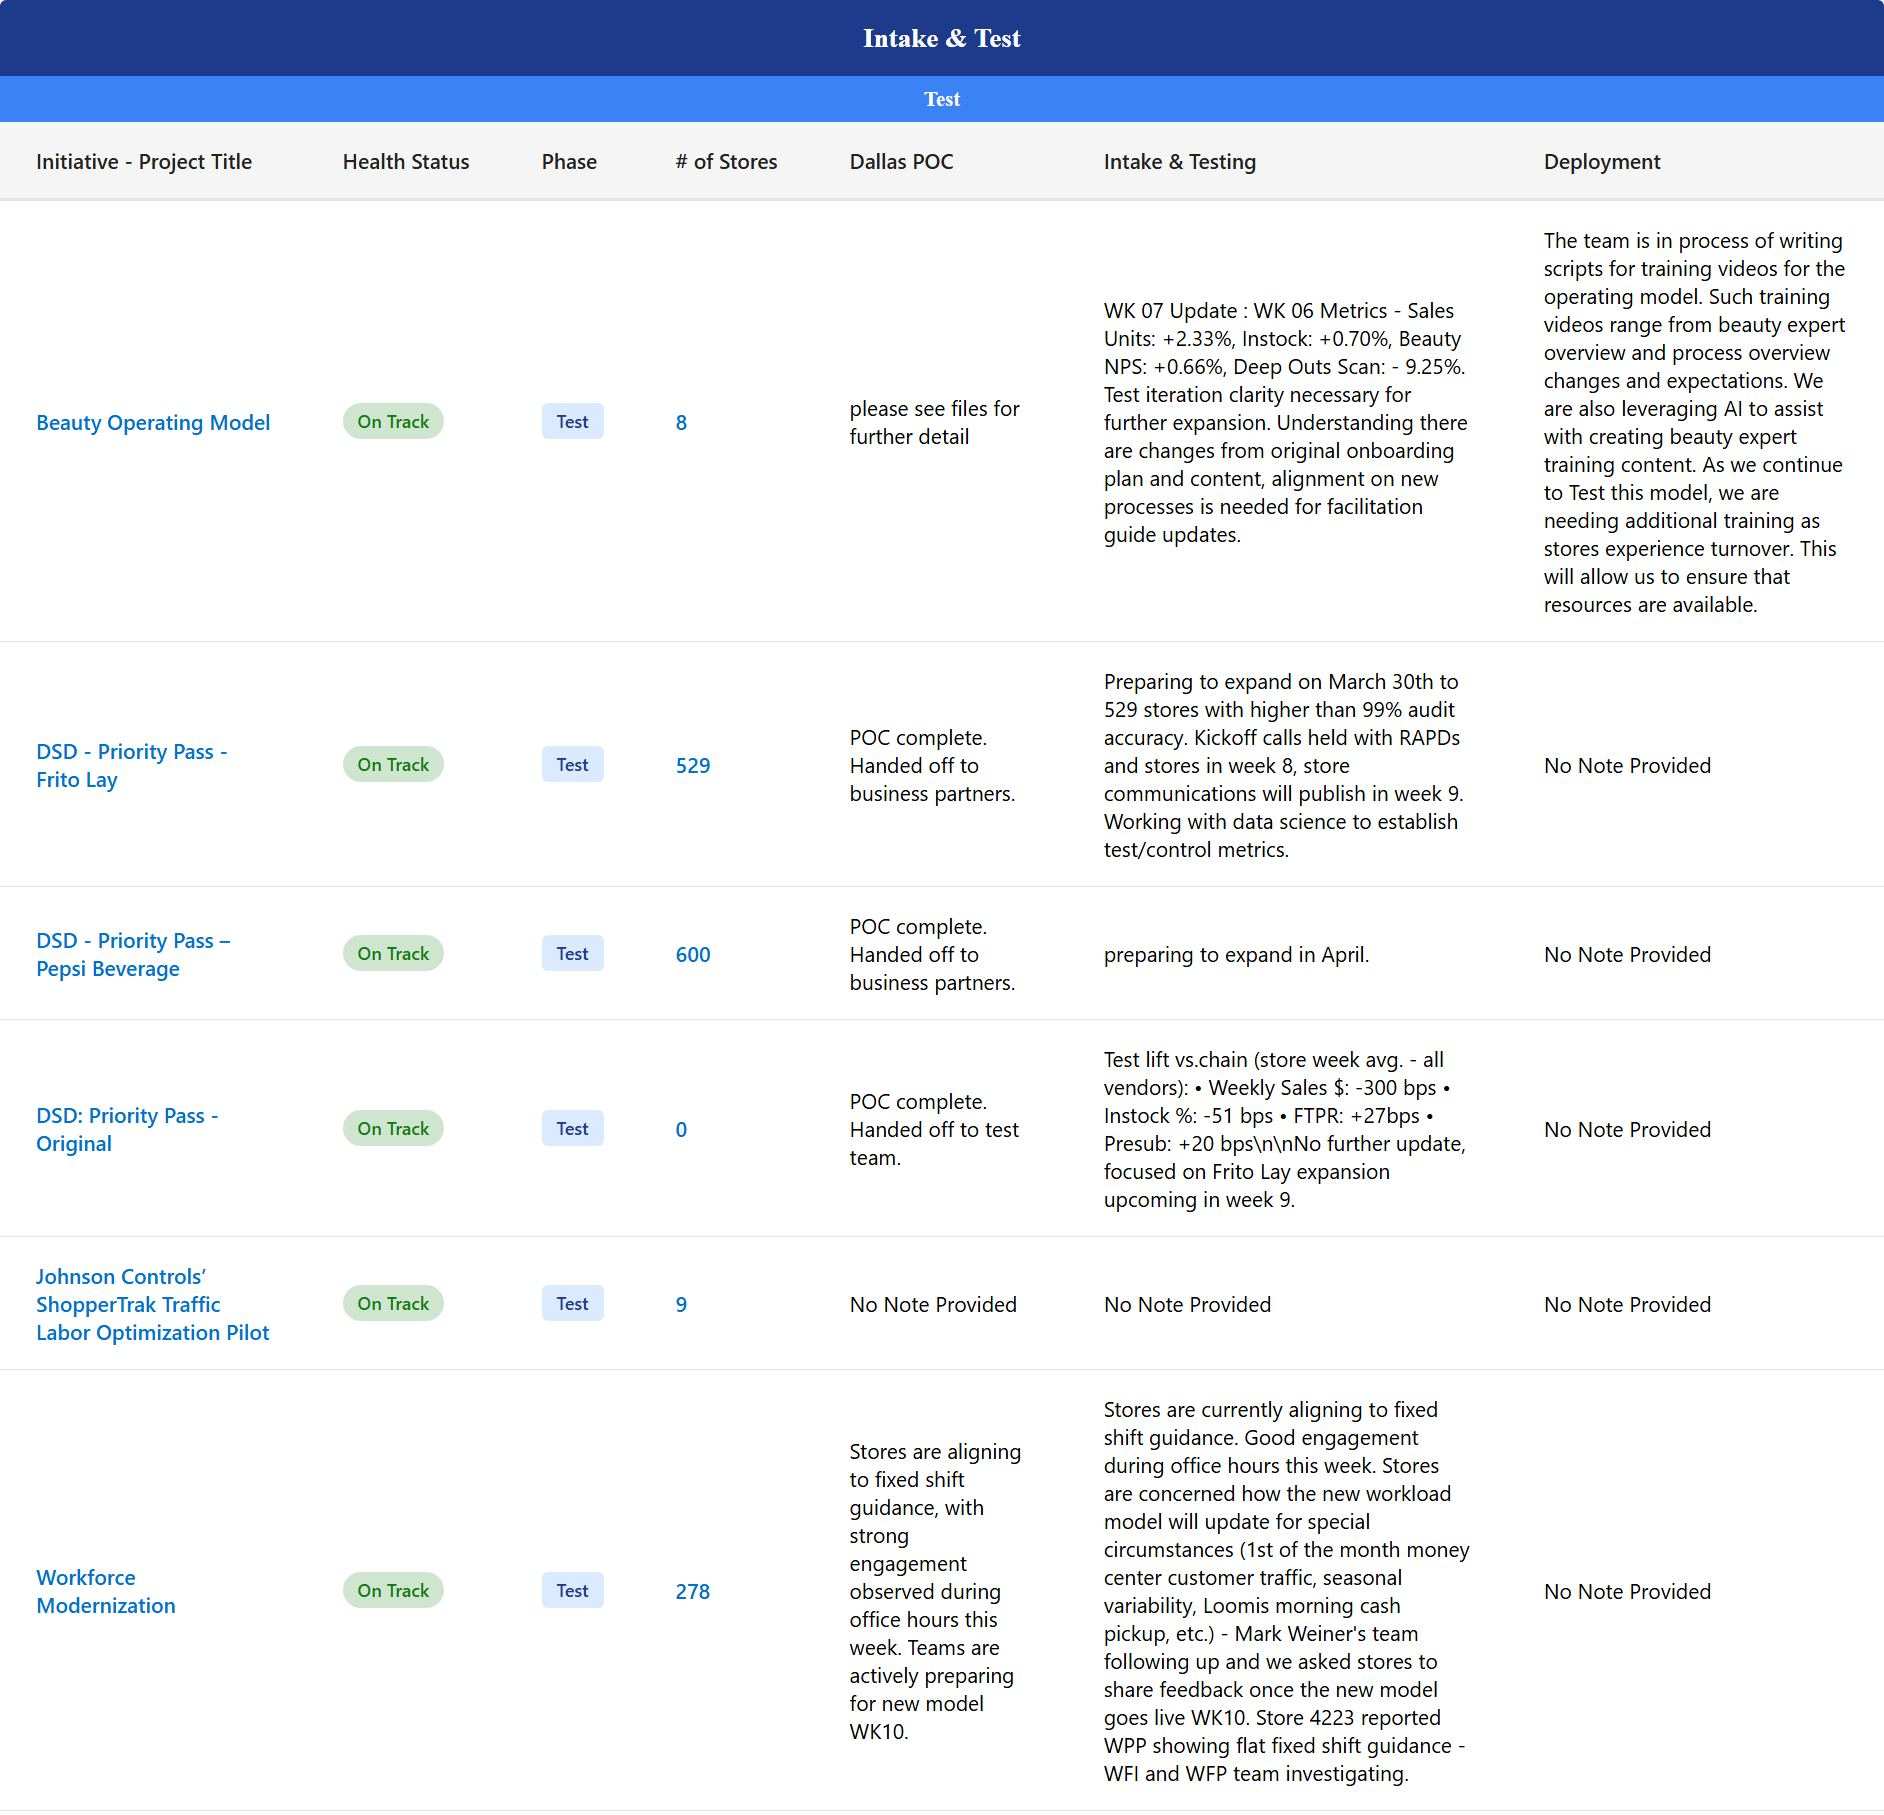 Intake & Test
Test
Initiative - Project Title Health Status Phase # of Stores Dallas POC Intake & Testing Deployment
Beauty Operating Model
On Track
Test
8
please see files for
further detail
WK 07 Update : WK 06 Metrics - Sales
Units: +2.33%, Instock: +0.70%, Beauty
NPS: +0.66%, Deep Outs Scan: - 9.25%.
Test iteration clarity necessary for
further expansion. Understanding there
are changes from original onboarding
plan and content, alignment on new
processes is needed for facilitation
guide updates.
The team is in process of writing
scripts for training videos for the
operating model. Such training
videos range from beauty expert
overview and process overview
changes and expectations. We
are also leveraging AI to assist
with creating beauty expert
training content. As we continue
to Test this model, we are
needing additional training as
stores experience turnover. This
will allow us to ensure that
resources are available.
DSD - Priority Pass -
Frito Lay
On Track
Test
529
POC complete.
Handed off to
business partners.
Preparing to expand on March 30th to
529 stores with higher than 99% audit
accuracy. Kickoff calls held with RAPDs
and stores in week 8, store
communications will publish in week 9.
Working with data science to establish
test/control metrics.
No Note Provided
DSD - Priority Pass –
Pepsi Beverage
On Track
Test
600
POC complete.
Handed off to
business partners.
preparing to expand in April.
No Note Provided
DSD: Priority Pass -
Original
On Track
Test
0
POC complete.
Handed off to test
team.
Test lift vs.chain (store week avg. - all
vendors): • Weekly Sales $: -300 bps •
Instock %: -51 bps • FTPR: +27bps •
Presub: +20 bps\n\nNo further update,
focused on Frito Lay expansion
upcoming in week 9.
No Note Provided
Johnson Controls’
ShopperTrak Traffic
Labor Optimization Pilot
On Track
Test
9
No Note Provided
No Note Provided
No Note Provided
Workforce
Modernization
On Track
Test
278
Stores are aligning
to fixed shift
guidance, with
strong
engagement
observed during
office hours this
week. Teams are
actively preparing
for new model
WK10.
Stores are currently aligning to fixed
shift guidance. Good engagement
during office hours this week. Stores
are concerned how the new workload
model will update for special
circumstances (1st of the month money
center customer traffic, seasonal
variability, Loomis morning cash
pickup, etc.) - Mark Weiner's team
following up and we asked stores to
share feedback once the new model
goes live WK10. Store 4223 reported
WPP showing flat fixed shift guidance -
WFI and WFP team investigating.
No Note Provided